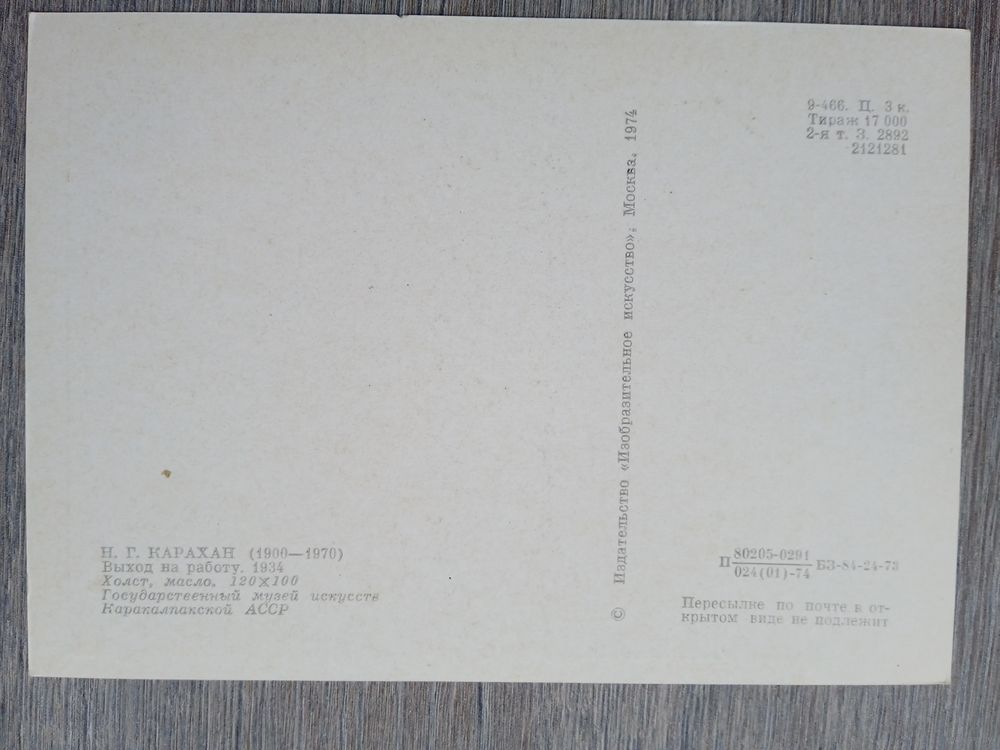 Н. Г. КАРАХАН (1900—1970)
Выход на работу. 1934
Холст, масло. 120×100
Государственный музей искусств
Каракалпакской АССР
© Издательство «Изобразительное искусство», Москва, 1974
9-466. Ц. 3 к.
Тираж 17 000
2-я т. З. 2892
2121281
П 80205-0291
024(01)-74 БЗ-84-24-73
Пересылке по почте в от-
крытом виде не подлежит